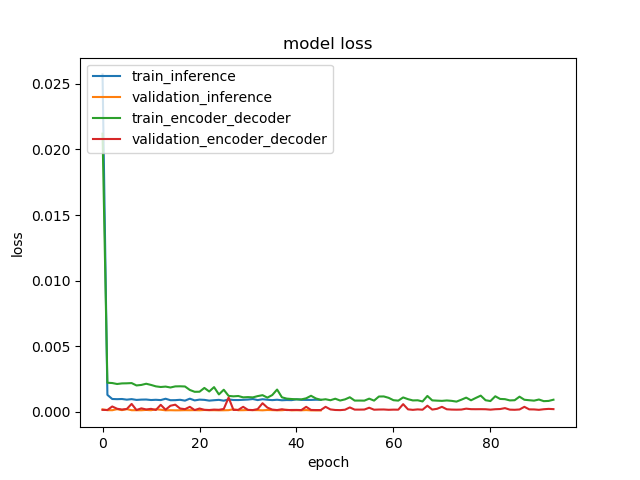 model loss
train_inference
validation_inference
train_encoder_decoder
validation_encoder_decoder
0.025
0.020
0.015
0.010
0.005
0.000
loss
0 20 40 60 80
epoch